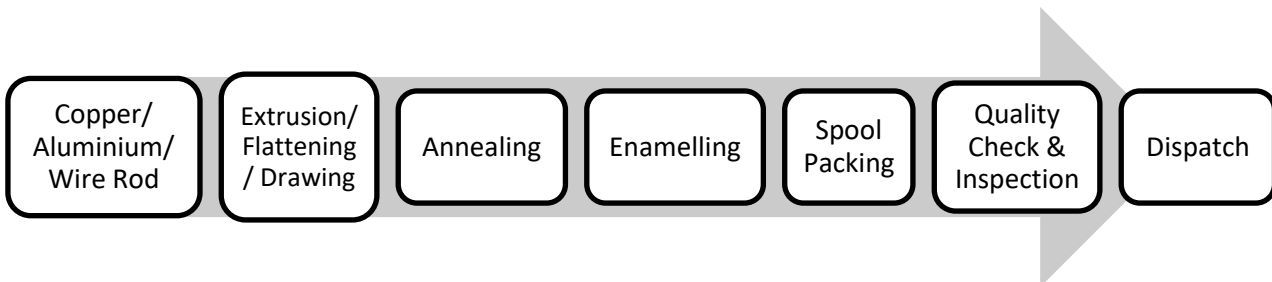 Copper/
Aluminium/
Wire Rod
Extrusion/
Flattening
/ Drawing
Annealing
Enamelling
Spool
Packing
Quality
Check &
Inspection
Dispatch